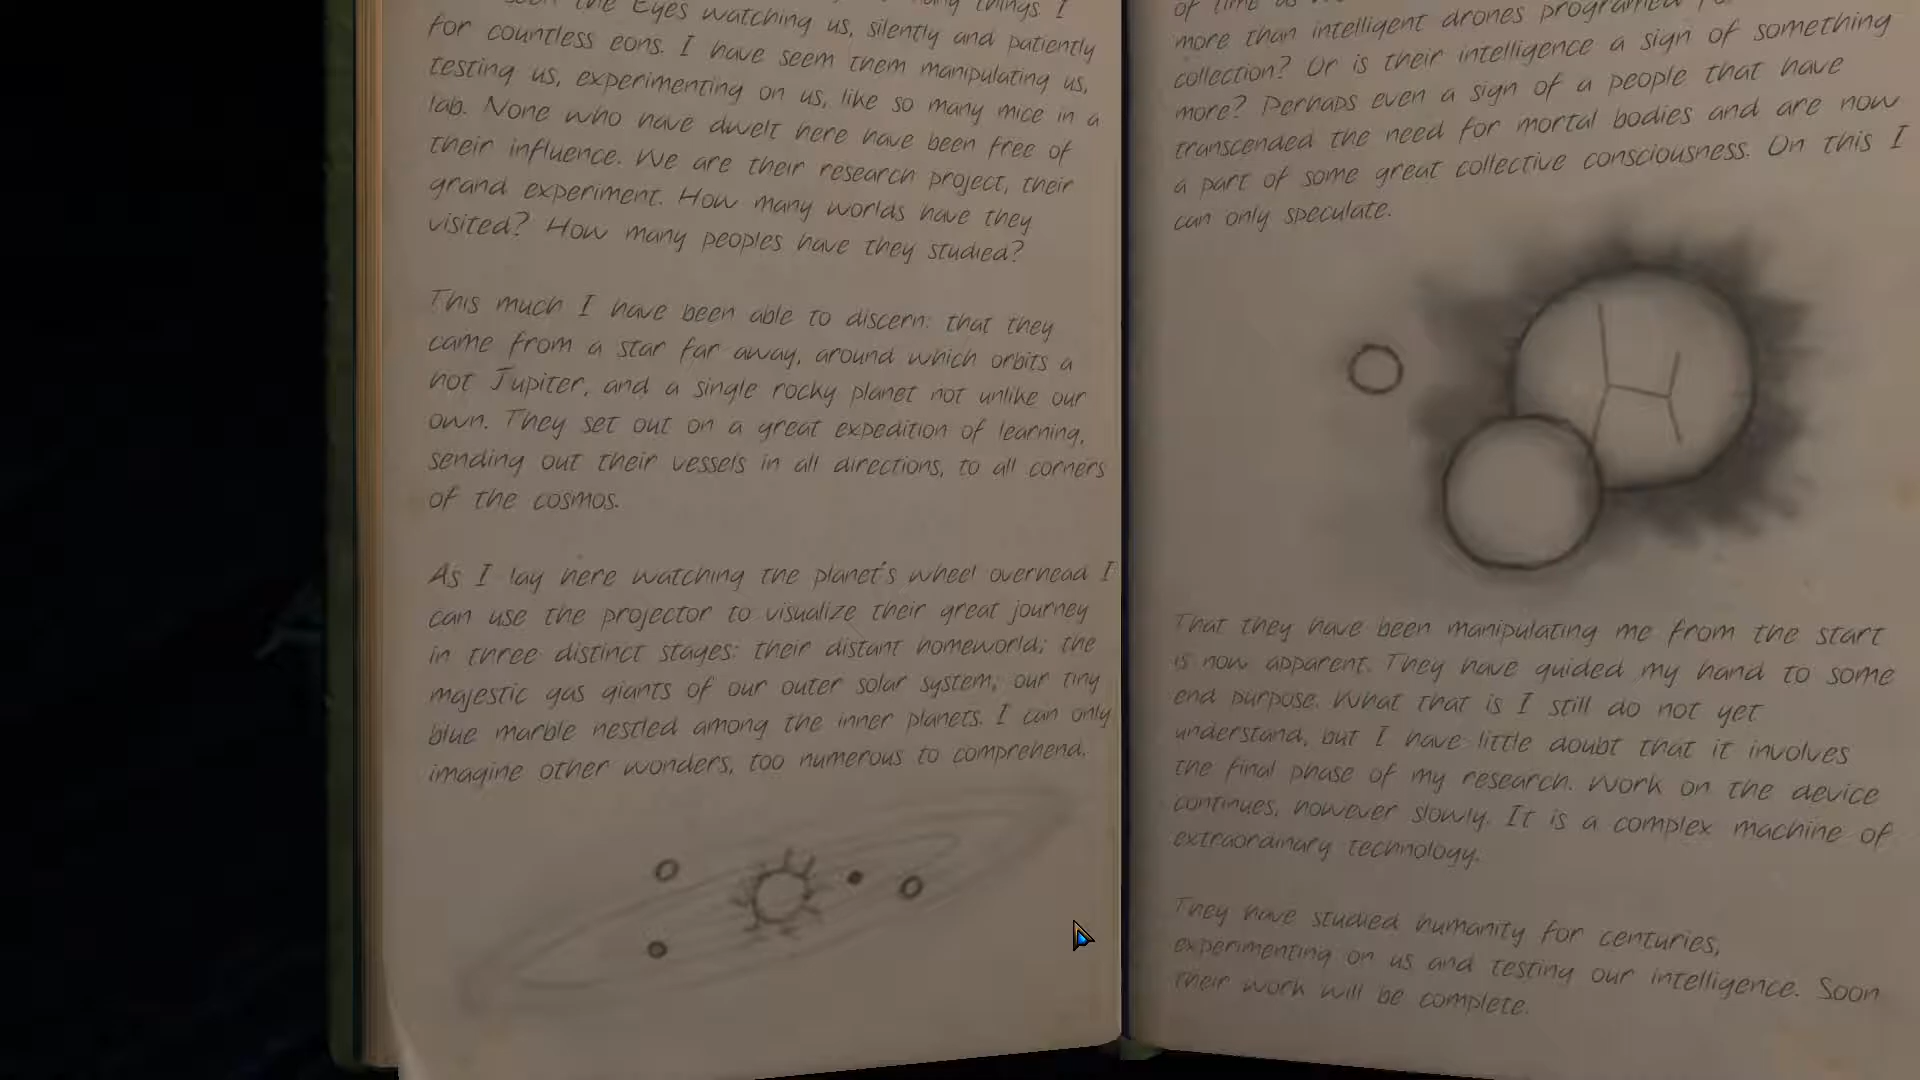 the Eyes watching us, silently and patiently
for countless eons. I have seem them manipulating us,
testing us, experimenting on us, like so many mice in a
lab. None who have dwelt here have been free of
their influence. We are their research project, their
grand experiment. How many worlds have they
visited? How many peoples have they studied?
This much I have been able to discern: that they
came from a star far away, around which orbits a
hot Jupiter, and a single rocky planet not unlike our
own. They set out on a great expedition of learning,
sending out their vessels in all directions, to all corners
of the cosmos.
As I lay here watching the planet's wheel overhead I
can use the projector to visualize their great journey
in three distinct stages: their distant homeworld; the
majestic gas giants of our outer solar system; our tiny
blue marble nestled among the inner planets. I can only
imagine other wonders, too numerous to comprehend.
more than intelligent drones programed
collection? Or is their intelligence a sign of something
more? Perhaps even a sign of a people that have
transcended the need for mortal bodies and are now
a part of some great collective consciousness. On this I
can only speculate.
That they have been manipulating me from the start
is now apparent. They have guided my hand to some
end purpose. What that is I still do not yet
understand, but I have little doubt that it involves
the final phase of my research. Work on the device
continues, however slowly. It is a complex machine of
extraordinary technology.
They have studied humanity for centuries,
experimenting on us and testing our intelligence. Soon
their work will be complete.